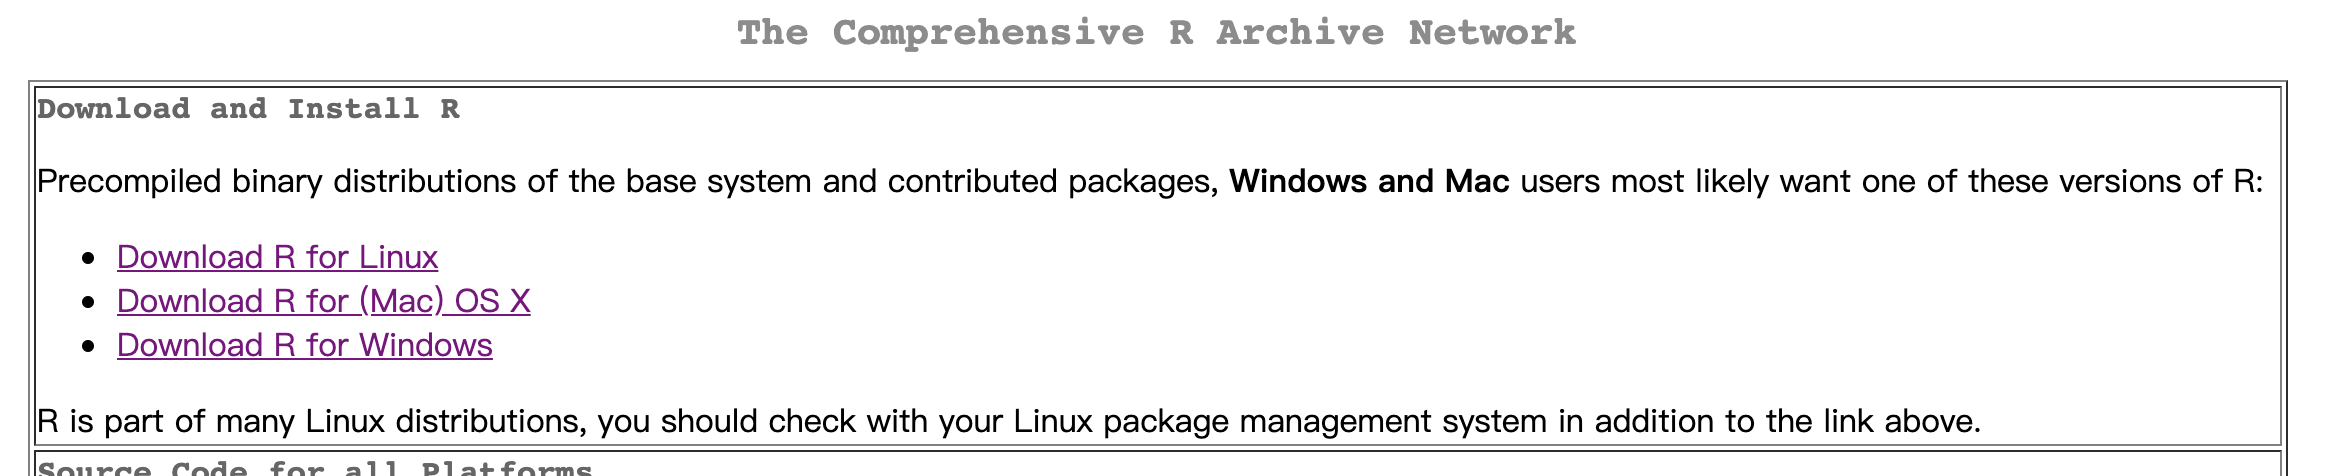 The Comprehensive R Archive Network
Download and Install R
Precompiled binary distributions of the base system and contributed packages, Windows and Mac users most likely want one of these versions of R:
Download R for Linux
Download R for (Mac) OS X
Download R for Windows
R is part of many Linux distributions, you should check with your Linux package management system in addition to the link above.
Source Code for all Platforms